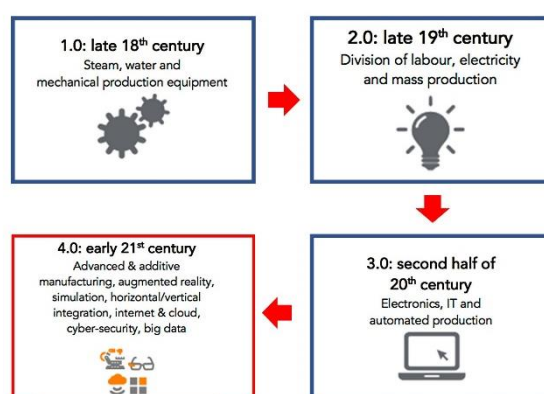 1.0: late 18th century
Steam, water and
mechanical production equipment
2.0: late 19th century
Division of labour, electricity
and mass production
3.0: second half of
20th century
Electronics, IT and
automated production
4.0: early 21st century
Advanced & additive
manufacturing, augmented reality,
simulation, horizontal/vertical
integration, internet & cloud,
cyber-security, big data